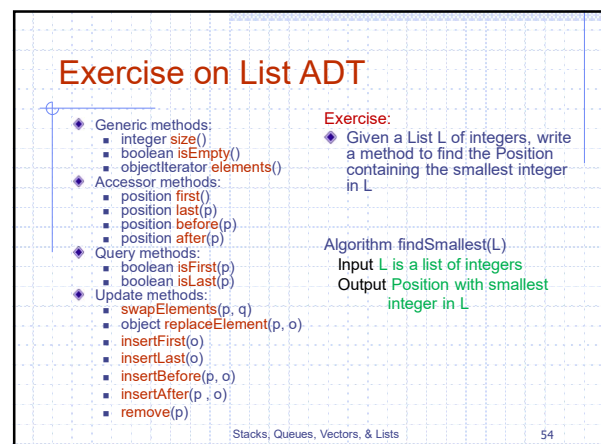 Exercise on List ADT
Generic methods:
integer size()
boolean isEmpty()
objectIterator elements()
Accessor methods:
position first()
position last(p)
position before(p)
position after(p)
Query methods:
boolean isFirst(p)
boolean isLast(p)
Update methods:
swapElements(p, q)
object replaceElement(p, o)
insertFirst(o)
insertLast(o)
insertBefore(p, o)
insertAfter(p , o)
remove(p)
Exercise:
Given a List L of integers, write
a method to find the Position
containing the smallest integer
in L
Algorithm findSmallest(L)
Input L is a list of integers
Output Position with smallest
integer in L
Stacks, Queues, Vectors, & Lists
54